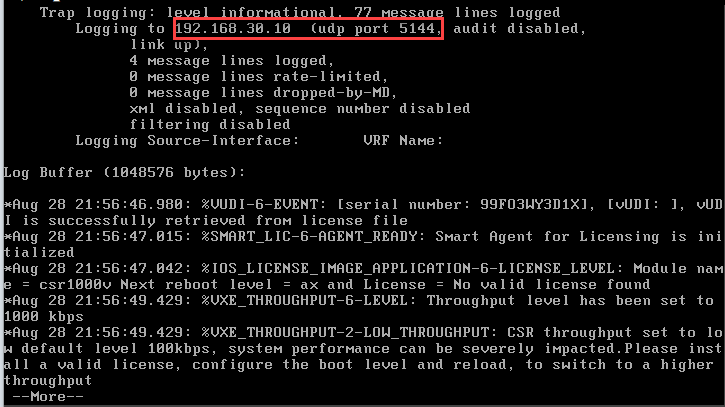 Trap logging: level informational, 77 message lines logged
Logging to 192.168.30.10  (udp port 5144, audit disabled,
link up),
4 message lines logged,
0 message lines rate-limited,
0 message lines dropped-by-MD,
xml disabled, sequence number disabled
filtering disabled
Logging Source-Interface:       VRF Name:
Log Buffer (1048576 bytes):
*Aug 28 21:56:46.980: %VUDI-6-EVENT: [serial number: 99FO3WY3D1X], [vUDI: ], vUD
I is successfully retrieved from license file
*Aug 28 21:56:47.015: %SMART_LIC-6-AGENT_READY: Smart Agent for Licensing is ini
tialized
*Aug 28 21:56:47.042: %IOS_LICENSE_IMAGE_APPLICATION-6-LICENSE_LEVEL: Module nam
e = csr1000v Next reboot level = ax and License = No valid license found
*Aug 28 21:56:49.429: %VXE_THROUGHPUT-6-LEVEL: Throughput level has been set to
1000 kbps
*Aug 28 21:56:49.429: %VXE_THROUGHPUT-2-LOW_THROUGHPUT: CSR throughput set to lo
w default level 100kbps, system performance can be severely impacted.Please inst
all a valid license, configure the boot level and reload, to switch to a higher
throughput
--More--